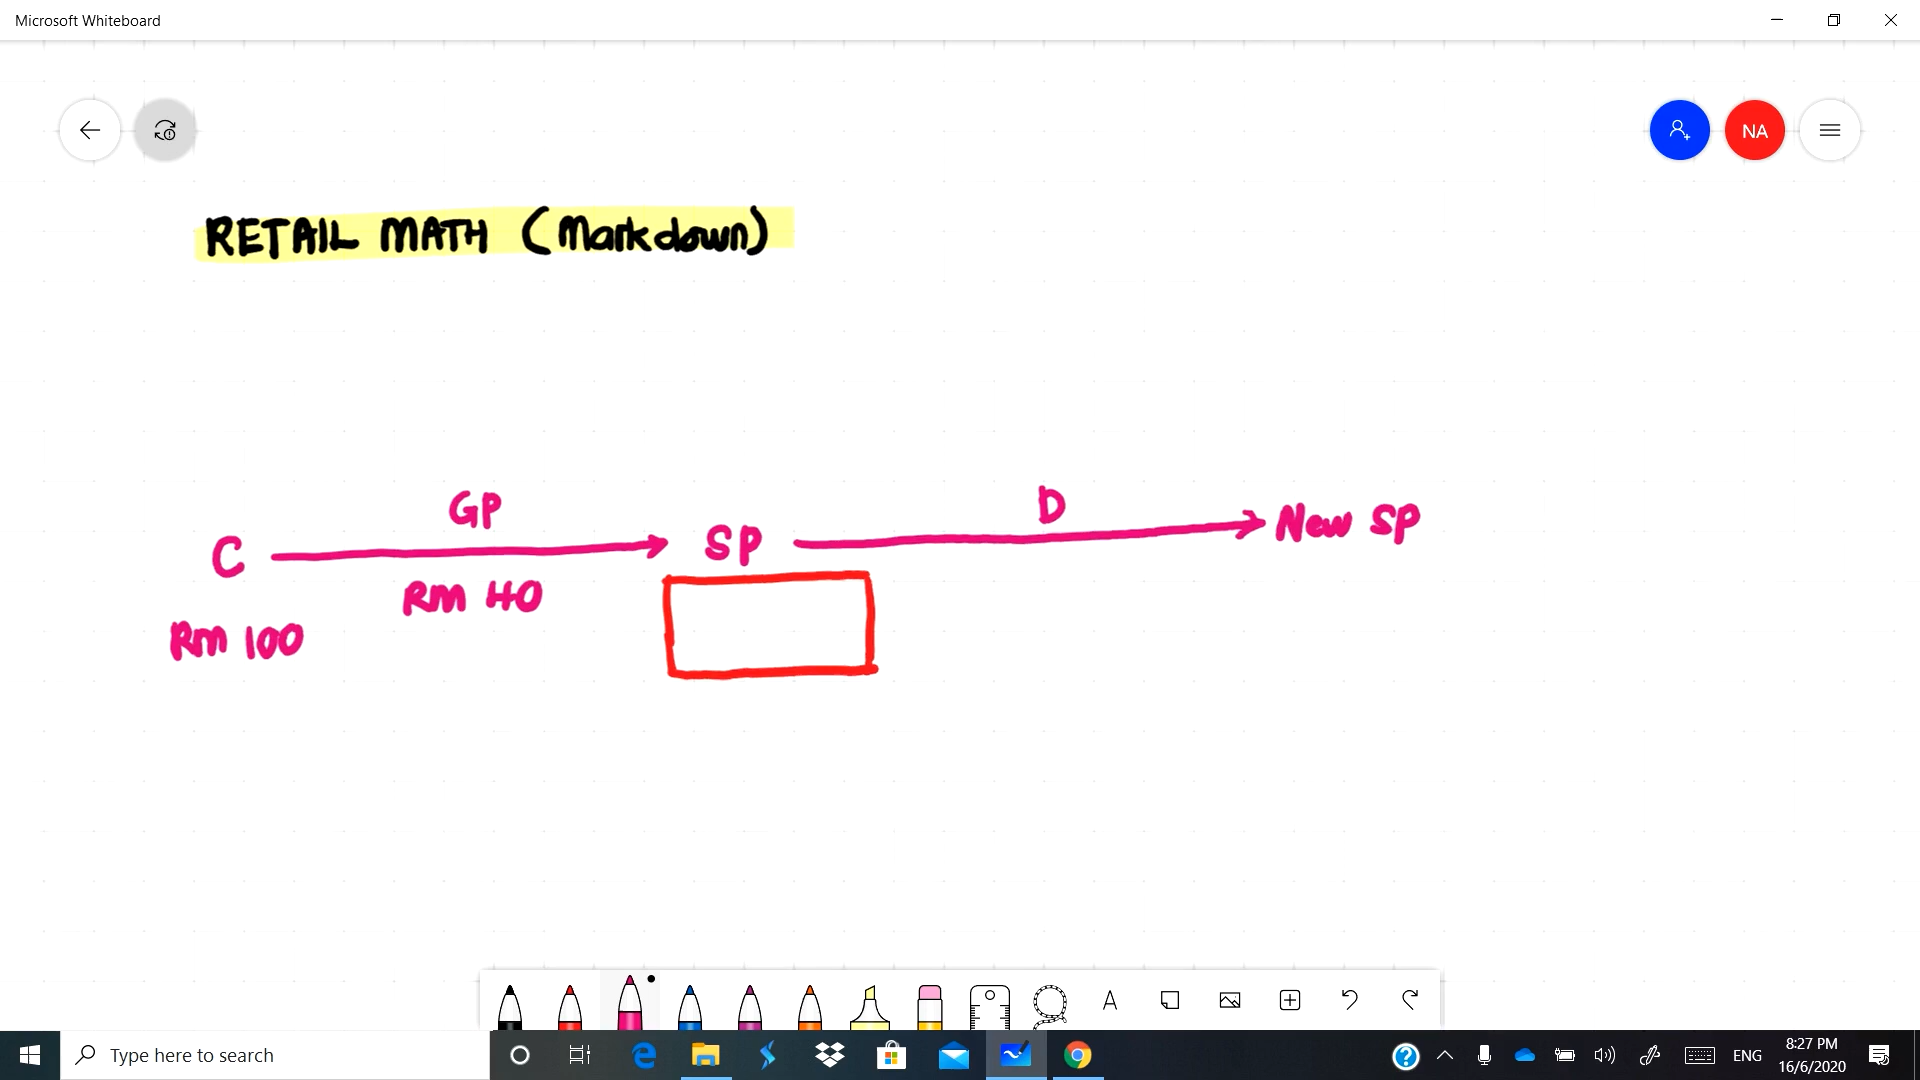 Microsoft Whiteboard
NA
RETAIL MATH (Markdown)
GP
D
C
SP
New SP
Rm 40
Rm 100
A
Type here to search
ENG
8:27 PM
16/6/2020